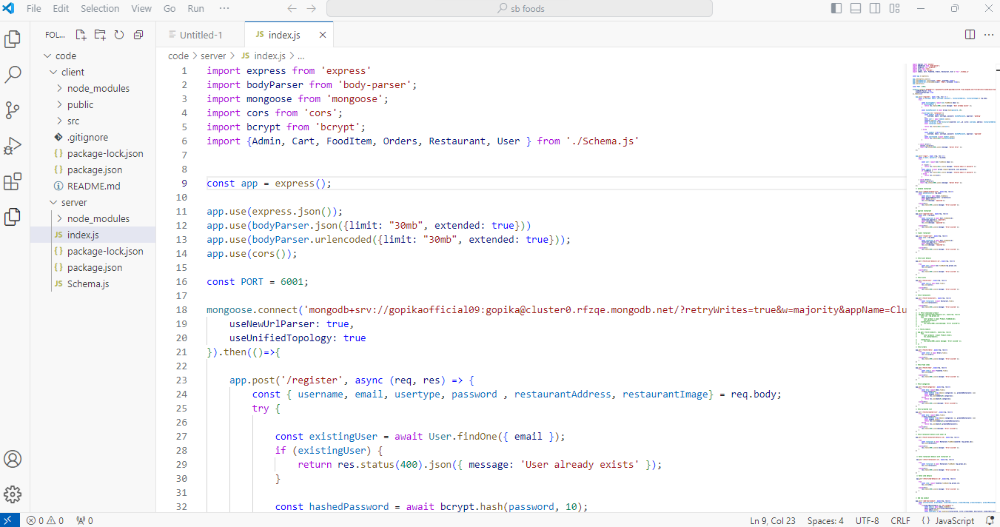 File Edit Selection View Go Run ··· sb foods
FOL...
code
client
node_modules
public
src
.gitignore
package-lock.json
package.json
README.md
server
node_modules
index.js
package-lock.json
package.json
Schema.js
Untitled-1 JS index.js
code > server > JS index.js > ...
1 import express from 'express'
2 import bodyParser from 'body-parser';
3 import mongoose from 'mongoose';
4 import cors from 'cors';
5 import bcrypt from 'bcrypt';
6 import {Admin, Cart, FoodItem, Orders, Restaurant, User } from './Schema.js'
7
8
9 const app = express();
10
11 app.use(express.json());
12 app.use(bodyParser.json({limit: "30mb", extended: true}))
13 app.use(bodyParser.urlencoded({limit: "30mb", extended: true}));
14 app.use(cors());
15
16 const PORT = 6001;
17
18 mongoose.connect('mongodb+srv://gopikaofficial09:gopika@cluster0.rfzqe.mongodb.net/?retryWrites=true&w=majority&appName=Clu
19 useNewUrlParser: true,
20 useUnifiedTopology: true
21 }).then(()=>{
22
23 app.post('/register', async (req, res) => {
24 const { username, email, usertype, password , restaurantAddress, restaurantImage} = req.body;
25 try {
26
27 const existingUser = await User.findOne({ email });
28 if (existingUser) {
29 return res.status(400).json({ message: 'User already exists' });
30 }
31
32 const hashedPassword = await bcrypt.hash(password, 10);
0 0 0 Ln 9, Col 23 Spaces: 4 UTF-8 CRLF {} JavaScript